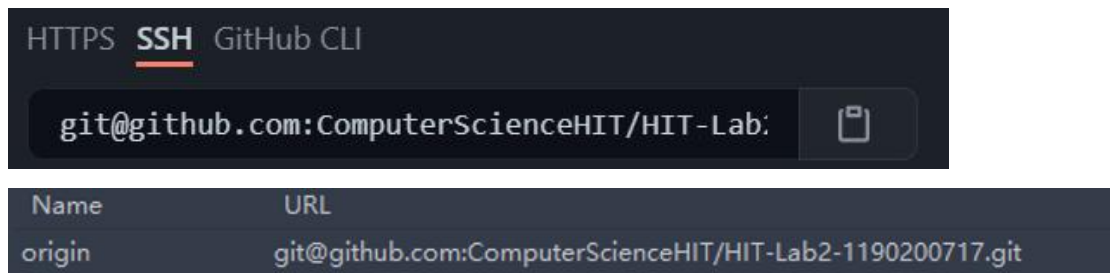 HTTPS SSH GitHub CLI
git@github.com:ComputerScienceHIT/HIT-Lab2
Name URL
origin git@github.com:ComputerScienceHIT/HIT-Lab2-1190200717.git